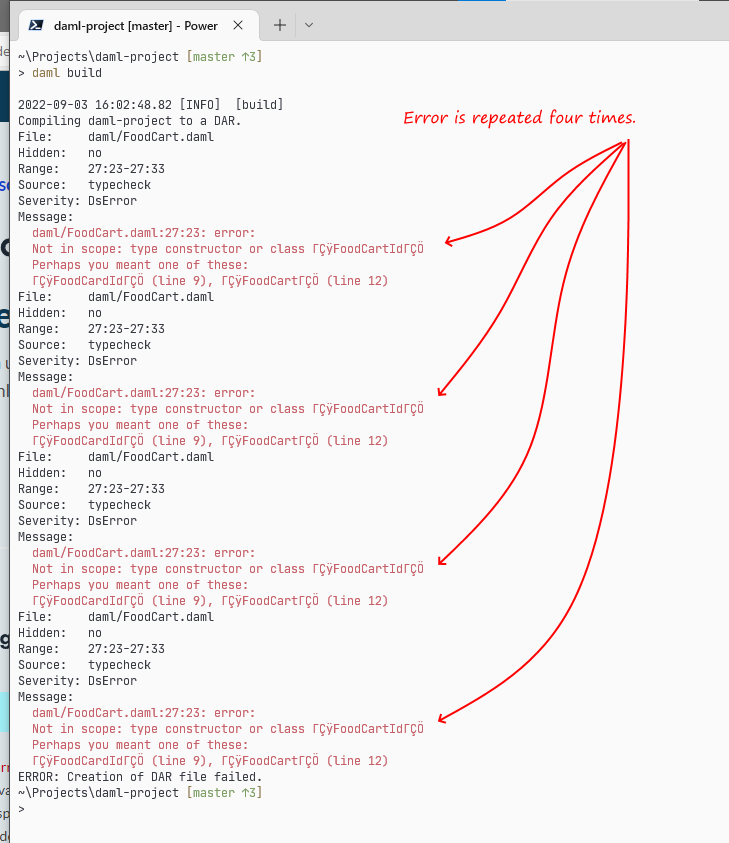 daml-project [master] - Power
~\Projects\daml-project [master ↑3]
> daml build
2022-09-03 16:02:48.82 [INFO]  [build]
Compiling daml-project to a DAR.
Error is repeated four times.
File:     daml/FoodCart.daml
Hidden:   no
Range:    27:23-27:33
Source:   typecheck
Severity: DsError
Message:
  daml/FoodCart.daml:27:23: error:
  Not in scope: type constructor or class ΓÇÿFoodCartIdΓÇÖ
  Perhaps you meant one of these:
  ΓÇÿFoodCardIdΓÇÖ (line 9), ΓÇÿFoodCartΓÇÖ (line 12)
File:     daml/FoodCart.daml
Hidden:   no
Range:    27:23-27:33
Source:   typecheck
Severity: DsError
Message:
  daml/FoodCart.daml:27:23: error:
  Not in scope: type constructor or class ΓÇÿFoodCartIdΓÇÖ
  Perhaps you meant one of these:
  ΓÇÿFoodCardIdΓÇÖ (line 9), ΓÇÿFoodCartΓÇÖ (line 12)
File:     daml/FoodCart.daml
Hidden:   no
Range:    27:23-27:33
Source:   typecheck
Severity: DsError
Message:
  daml/FoodCart.daml:27:23: error:
  Not in scope: type constructor or class ΓÇÿFoodCartIdΓÇÖ
  Perhaps you meant one of these:
  ΓÇÿFoodCardIdΓÇÖ (line 9), ΓÇÿFoodCartΓÇÖ (line 12)
File:     daml/FoodCart.daml
Hidden:   no
Range:    27:23-27:33
Source:   typecheck
Severity: DsError
Message:
  daml/FoodCart.daml:27:23: error:
  Not in scope: type constructor or class ΓÇÿFoodCartIdΓÇÖ
  Perhaps you meant one of these:
  ΓÇÿFoodCardIdΓÇÖ (line 9), ΓÇÿFoodCartΓÇÖ (line 12)
ERROR: Creation of DAR file failed.
~\Projects\daml-project [master ↑3]
>